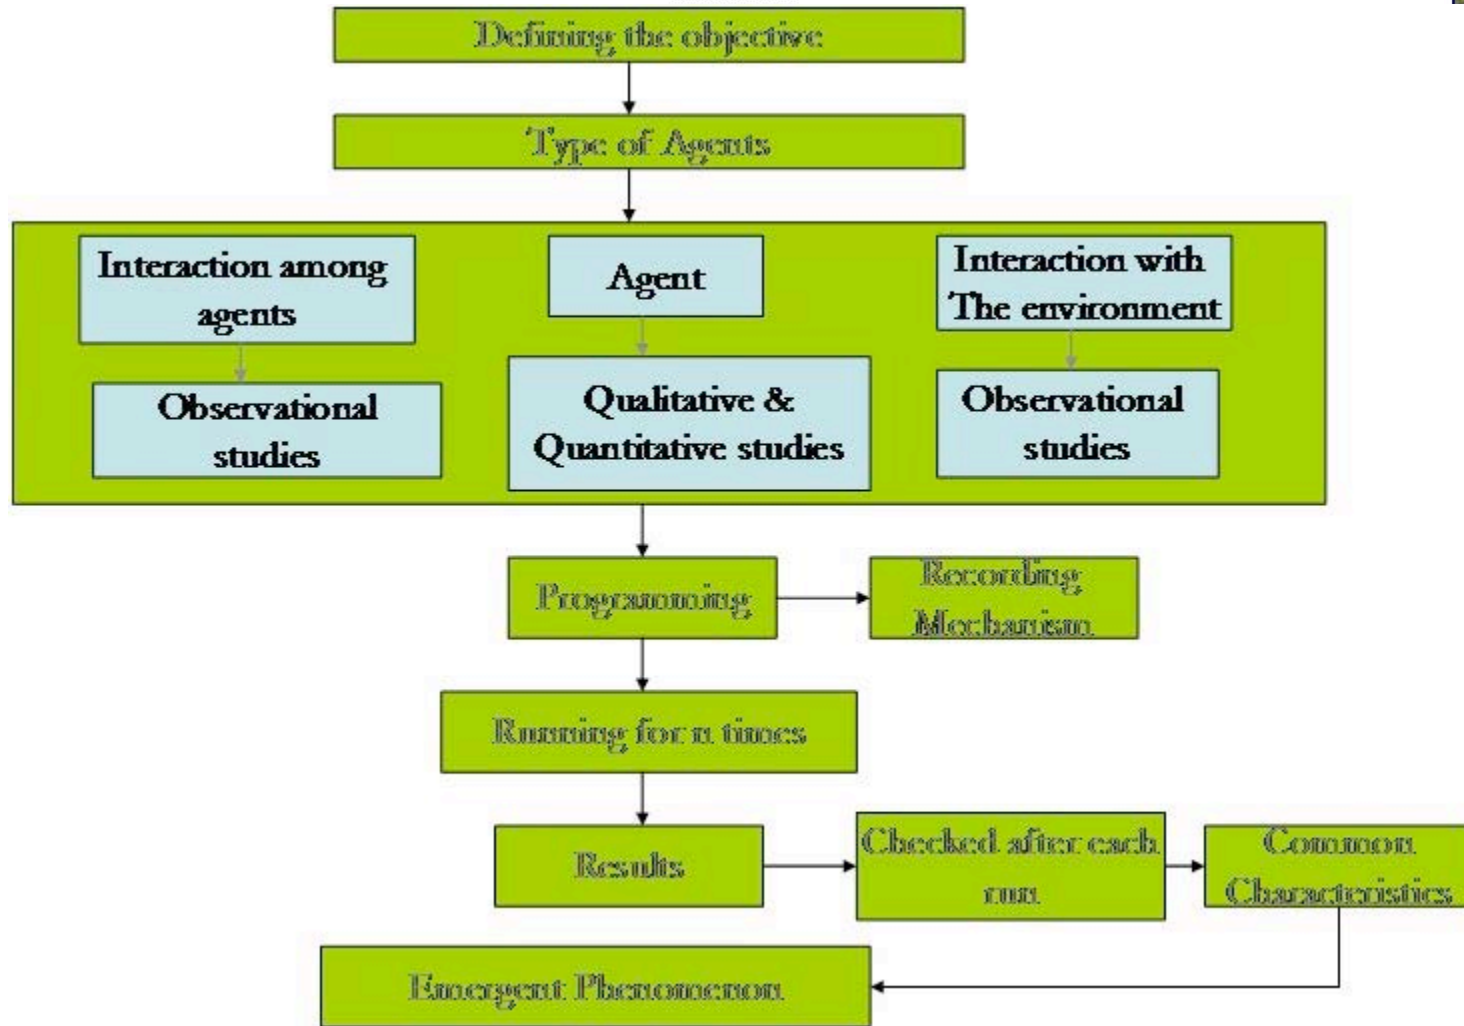 Defining the objective
Type of Agents
Interaction among
agents
Agent
Interaction with
The environment
Observational
studies
Qualitative &
Quantitative studies
Observational
studies
Programming
Recording
Mechanism
Running for n times
Results
Checked after each
run
Common
Characteristics
Emergent Phenomenon